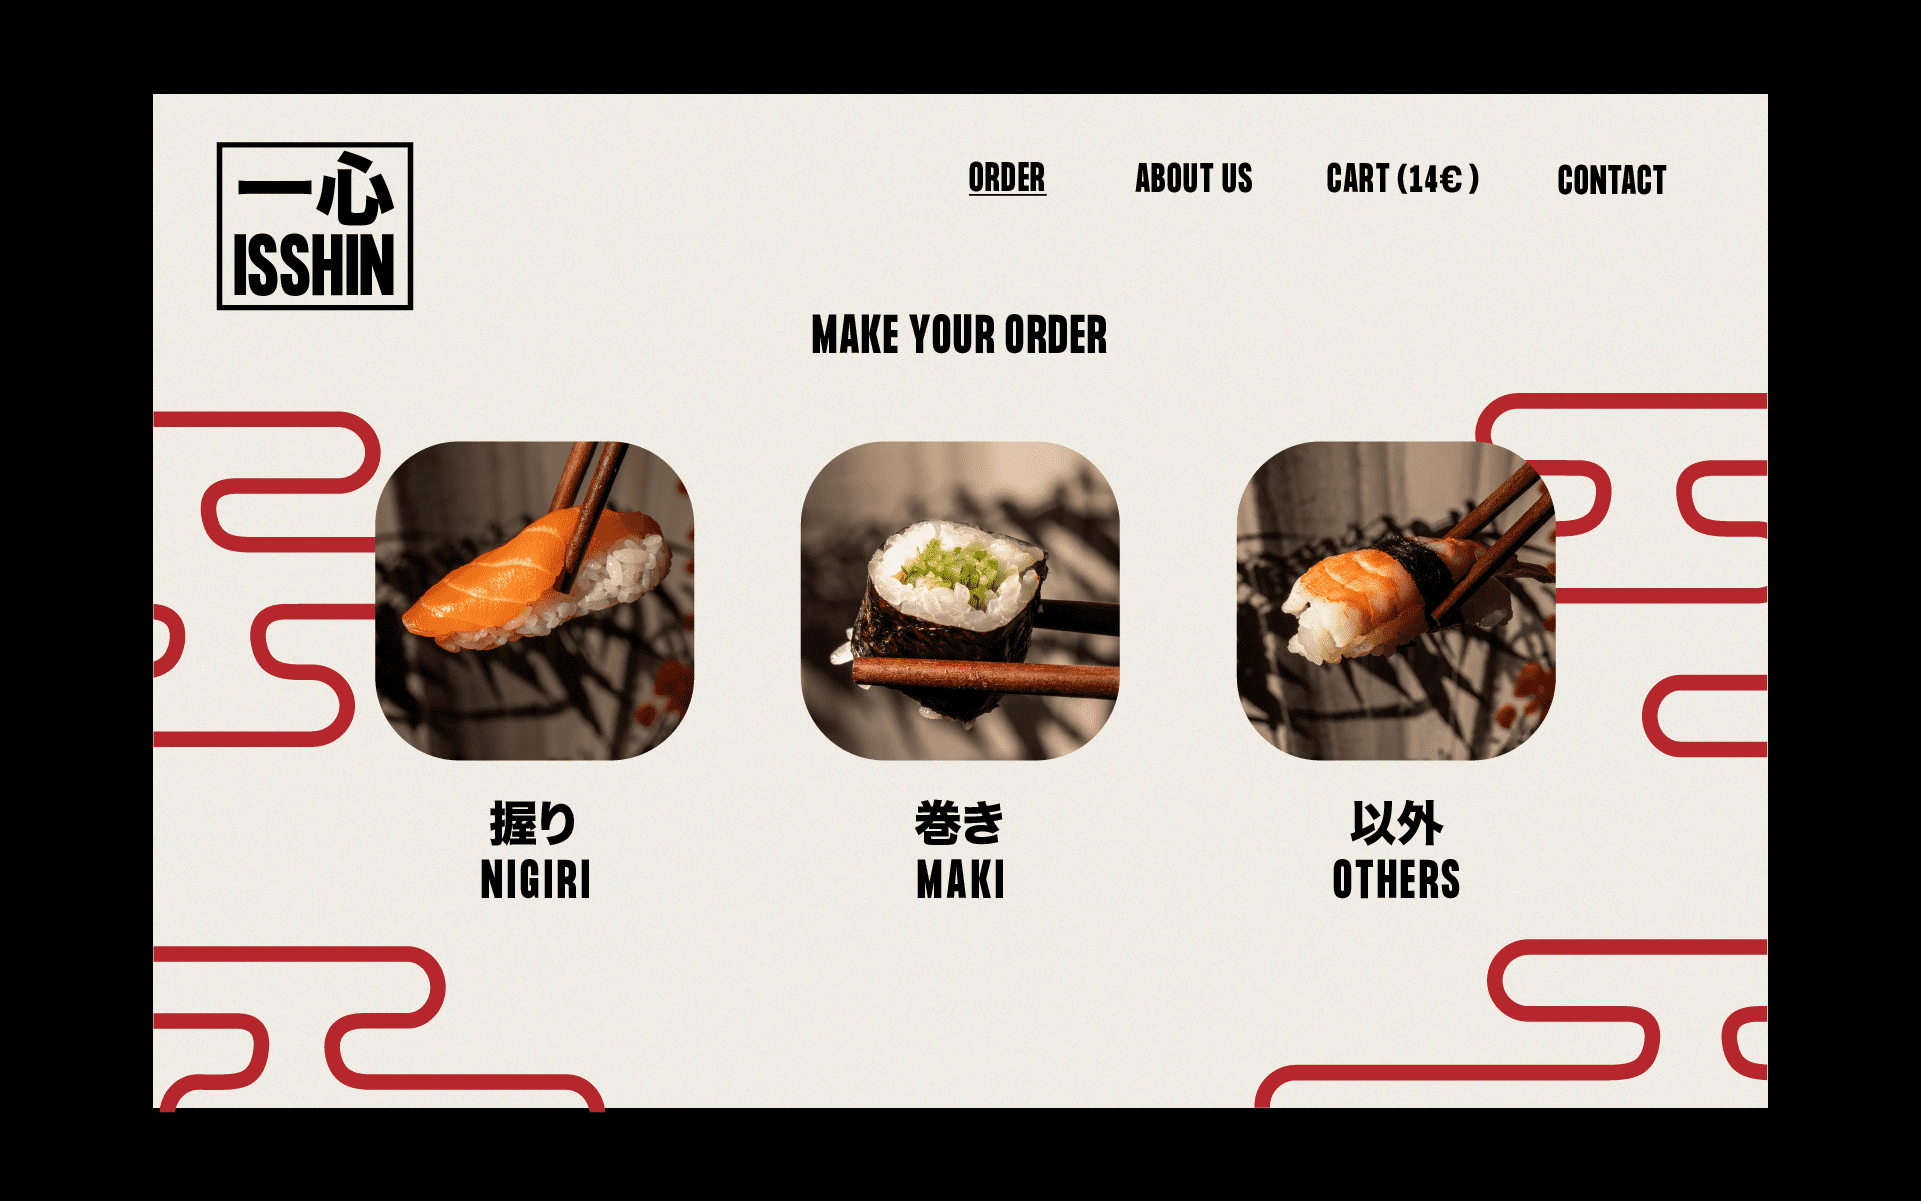 一心
ISSHIN
ORDER
ABOUT US
CART (14€ )
CONTACT
MAKE YOUR ORDER
握り
NIGIRI
巻き
MAKI
以外
OTHERS